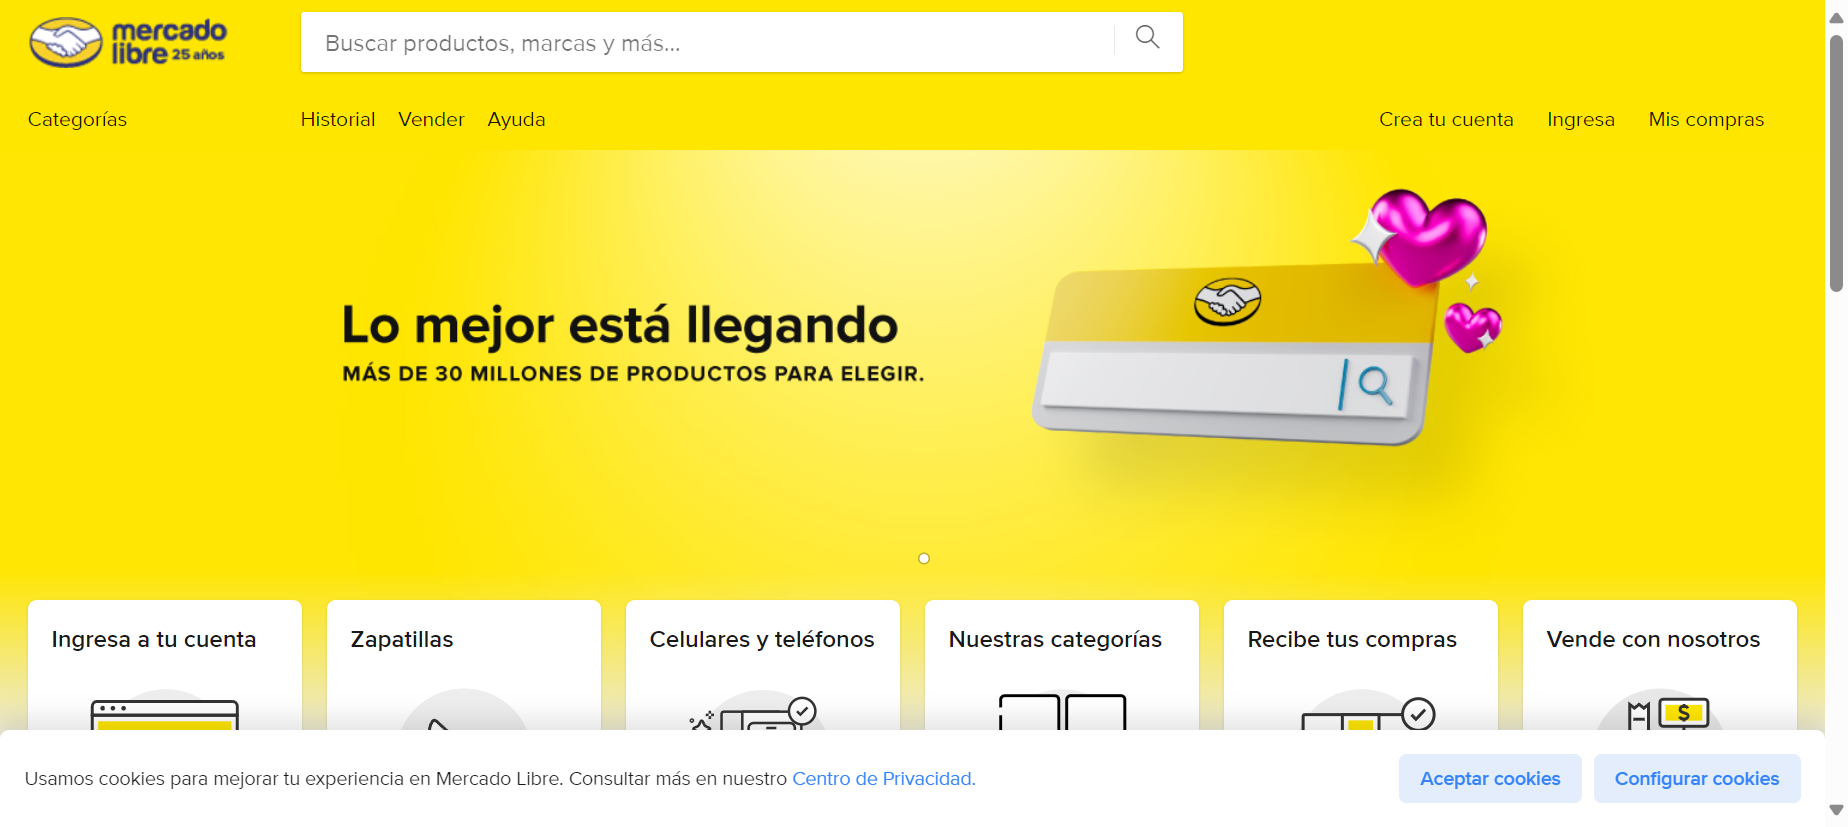 mercado
libre 25 años
Buscar productos, marcas y más...
Categorías
Historial
Vender
Ayuda
Crea tu cuenta
Ingresa
Mis compras
Lo mejor está llegando
MÁS DE 30 MILLONES DE PRODUCTOS PARA ELEGIR.
Ingresa a tu cuenta
Zapatillas
Celulares y teléfonos
Nuestras categorías
Recibe tus compras
Vende con nosotros
$
Usamos cookies para mejorar tu experiencia en Mercado Libre. Consultar más en nuestro Centro de Privacidad.
Aceptar cookies
Configurar cookies